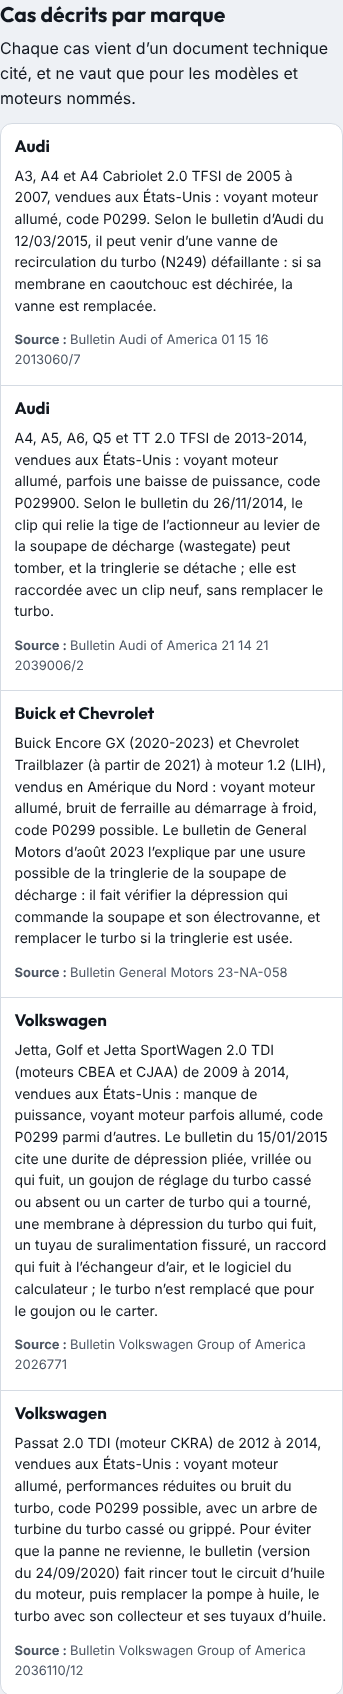 Cas décrits par marque
Chaque cas vient d’un document technique
cité, et ne vaut que pour les modèles et
moteurs nommés.
Audi
A3, A4 et A4 Cabriolet 2.0 TFSI de 2005 à
2007, vendues aux États-Unis : voyant moteur
allumé, code P0299. Selon le bulletin d’Audi du
12/03/2015, il peut venir d’une vanne de
recirculation du turbo (N249) défaillante : si sa
membrane en caoutchouc est déchirée, la
vanne est remplacée.
Source : Bulletin Audi of America 01 15 16
2013060/7
Audi
A4, A5, A6, Q5 et TT 2.0 TFSI de 2013-2014,
vendues aux États-Unis : voyant moteur
allumé, parfois une baisse de puissance, code
P029900. Selon le bulletin du 26/11/2014, le
clip qui relie la tige de l’actionneur au levier de
la soupape de décharge (wastegate) peut
tomber, et la tringlerie se détache ; elle est
raccordée avec un clip neuf, sans remplacer le
turbo.
Source : Bulletin Audi of America 21 14 21
2039006/2
Buick et Chevrolet
Buick Encore GX (2020-2023) et Chevrolet
Trailblazer (à partir de 2021) à moteur 1.2 (LIH),
vendus en Amérique du Nord : voyant moteur
allumé, bruit de ferraille au démarrage à froid,
code P0299 possible. Le bulletin de General
Motors d’août 2023 l’explique par une usure
possible de la tringlerie de la soupape de
décharge : il fait vérifier la dépression qui
commande la soupape et son électrovanne, et
remplacer le turbo si la tringlerie est usée.
Source : Bulletin General Motors 23-NA-058
Volkswagen
Jetta, Golf et Jetta SportWagen 2.0 TDI
(moteurs CBEA et CJAA) de 2009 à 2014,
vendues aux États-Unis : manque de
puissance, voyant moteur parfois allumé, code
P0299 parmi d’autres. Le bulletin du 15/01/2015
cite une durite de dépression pliée, vrillée ou
qui fuit, un goujon de réglage du turbo cassé
ou absent ou un carter de turbo qui a tourné,
une membrane à dépression du turbo qui fuit,
un tuyau de suralimentation fissuré, un raccord
qui fuit à l’échangeur d’air, et le logiciel du
calculateur ; le turbo n’est remplacé que pour
le goujon ou le carter.
Source : Bulletin Volkswagen Group of America
2026771
Volkswagen
Passat 2.0 TDI (moteur CKRA) de 2012 à 2014,
vendues aux États-Unis : voyant moteur
allumé, performances réduites ou bruit du
turbo, code P0299 possible, avec un arbre de
turbine du turbo cassé ou grippé. Pour éviter
que la panne ne revienne, le bulletin (version
du 24/09/2020) fait rincer tout le circuit d’huile
du moteur, puis remplacer la pompe à huile, le
turbo avec son collecteur et ses tuyaux d’huile.
Source : Bulletin Volkswagen Group of America
2036110/12